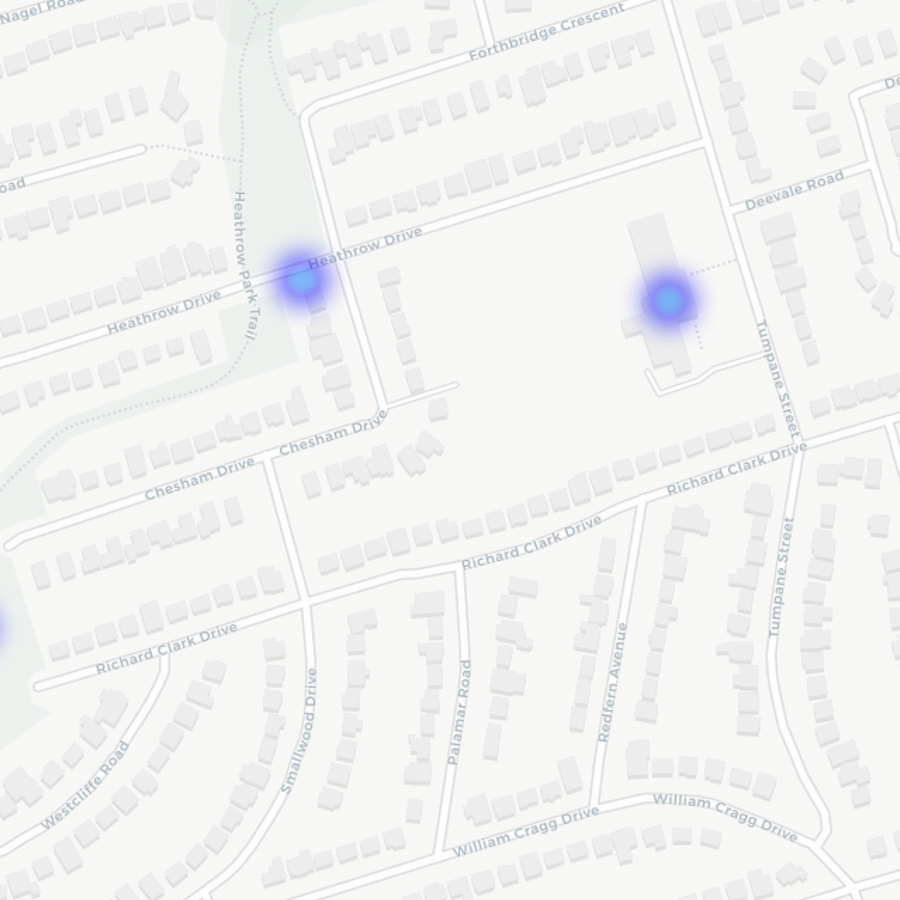 Nagel Road
Forthbridge Crescent
De
Deevale Road
oad
Heathrow Park Trail
Heathrow Drive
Heathrow Drive
Tumpane Street
Chesham Drive
Chesham Drive
Richard Clark Drive
Richard Clark Drive
Tumpane Street
Richard Clark Drive
Redfern Avenue
Palamar Road
Smallwood Drive
Westcliffe Road
William Cragg Drive
William Cragg Drive